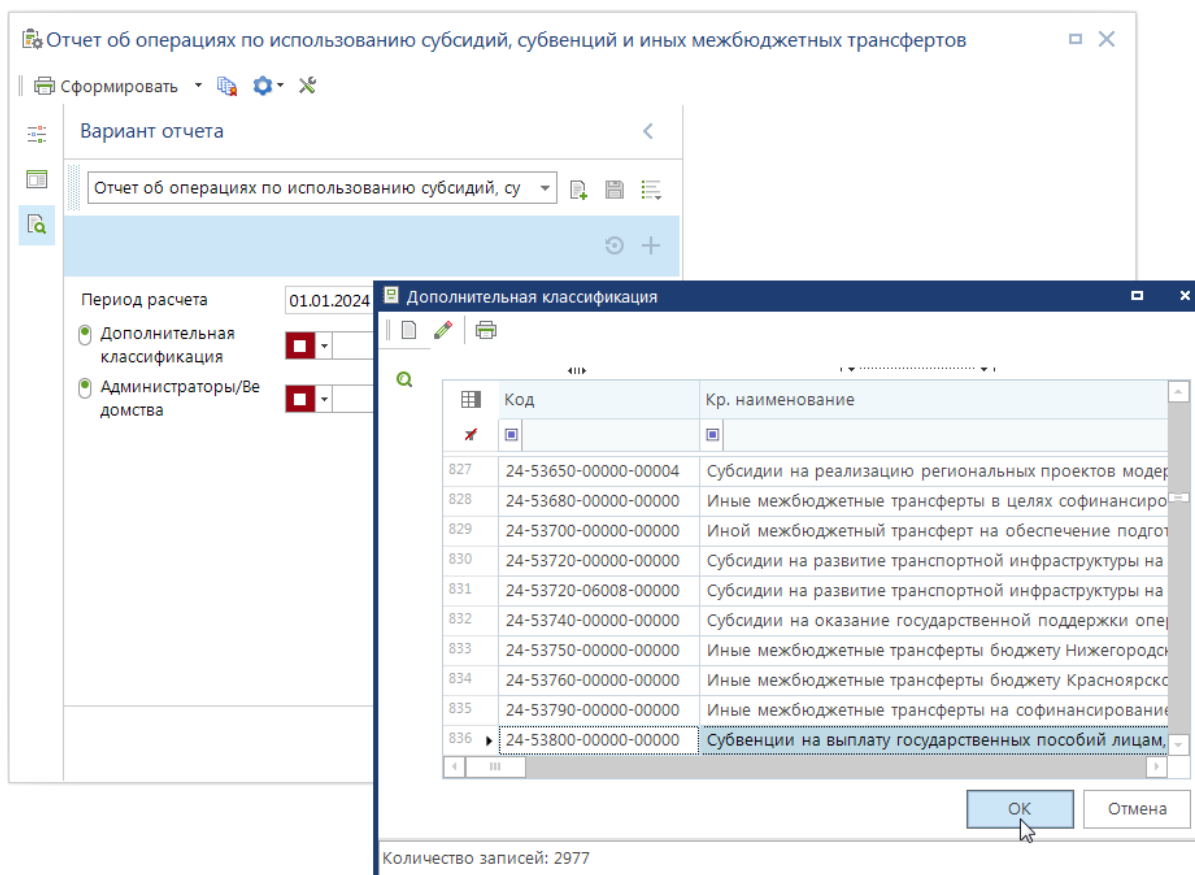 Отчет об операциях по использованию субсидий, субвенций и иных межбюджетных трансфертов
Сформировать
Вариант отчета
Отчет об операциях по использованию субсидий, су
Период расчета 01.01.2024
Дополнительная
классификация
Администраторы/Ве
домства
Дополнительная классификация
Код Кр. наименование
827 24-53650-00000-00004 Субсидии на реализацию региональных проектов модер
828 24-53680-00000-00000 Иные межбюджетные трансферты в целях софинансиро
829 24-53700-00000-00000 Иной межбюджетный трансферт на обеспечение подгот
830 24-53720-00000-00000 Субсидии на развитие транспортной инфраструктуры на
831 24-53720-06008-00000 Субсидии на развитие транспортной инфраструктуры на
832 24-53740-00000-00000 Субсидии на оказание государственной поддержки опер
833 24-53750-00000-00000 Иные межбюджетные трансферты бюджету Нижегородск
834 24-53760-00000-00000 Иные межбюджетные трансферты бюджету Красноярско
835 24-53790-00000-00000 Иные межбюджетные трансферты на софинансирование
836 24-53800-00000-00000 Субвенции на выплату государственных пособий лицам,
ОК Отмена
Количество записей: 2977